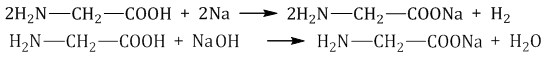 2H₂N—CH₂—COOH + 2Na ⟶ 2H₂N—CH₂—COONa + H₂
H₂N—CH₂—COOH + NaOH ⟶ H₂N—CH₂—COONa + H₂O